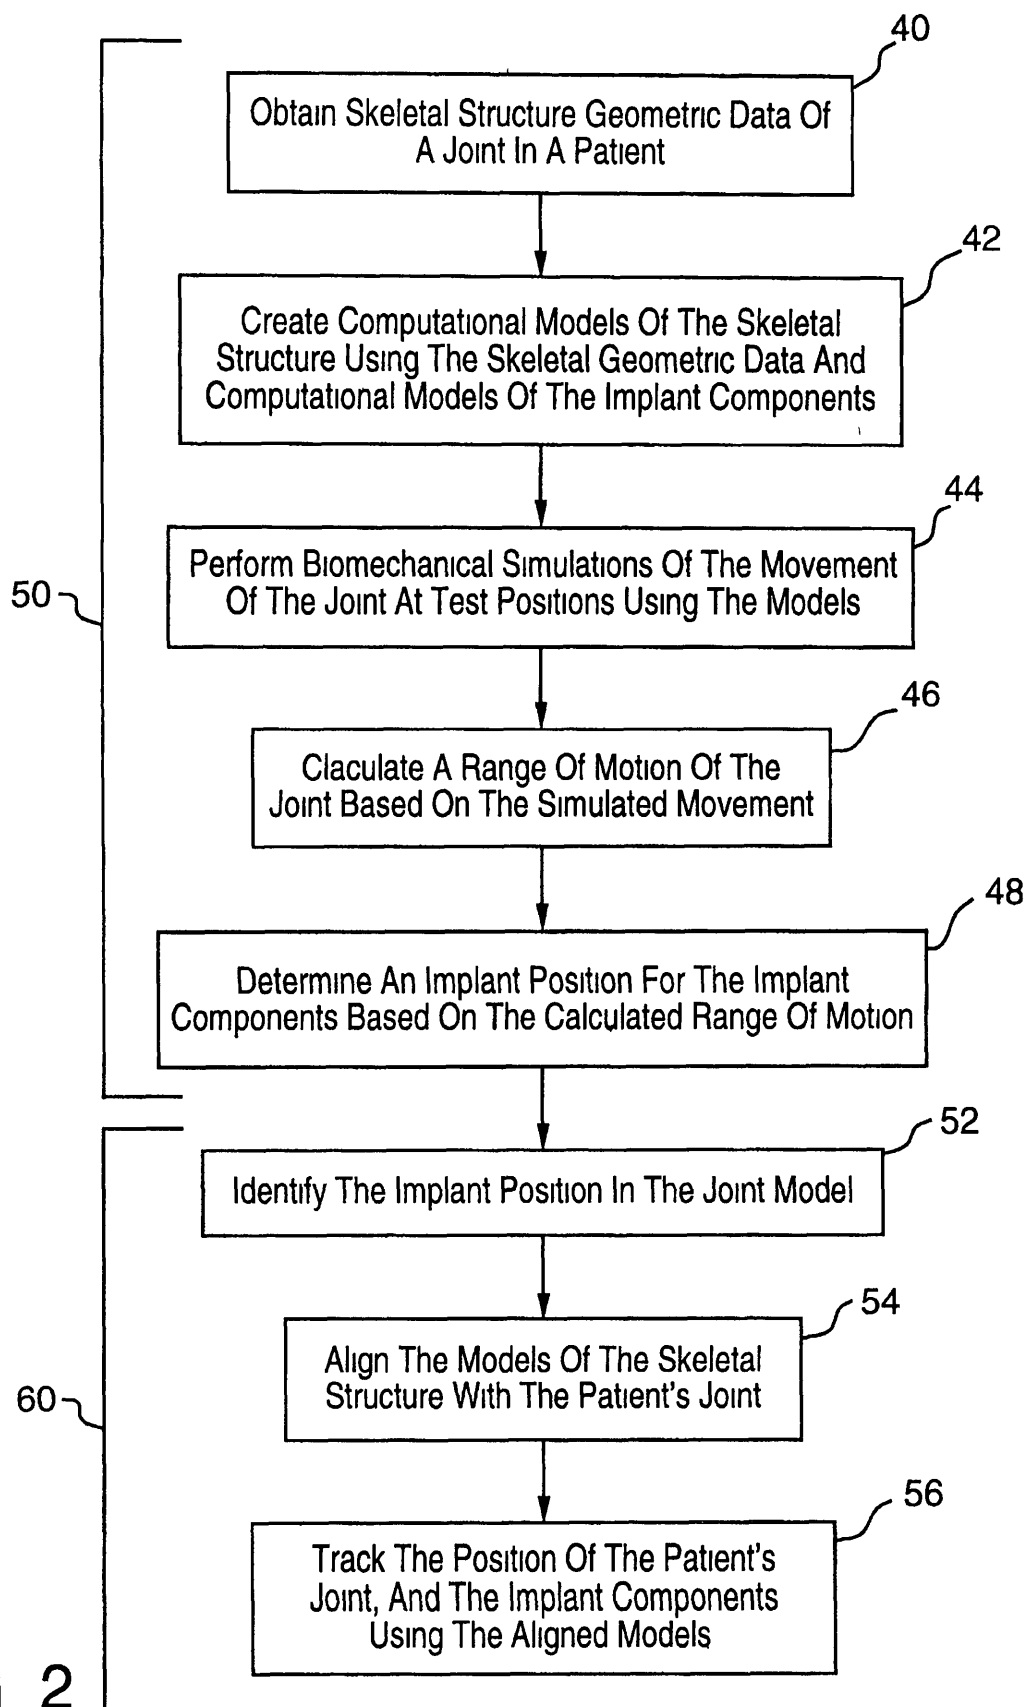 40
Obtain Skeletal Structure Geometric Data Of
A Joint In A Patient
42
Create Computational Models Of The Skeletal
Structure Using The Skeletal Geometric Data And
Computational Models Of The Implant Components
44
Perform Biomechanical Simulations Of The Movement
Of The Joint At Test Positions Using The Models
50
46
Claculate A Range Of Motion Of The
Joint Based On The Simulated Movement
48
Determine An Implant Position For The Implant
Components Based On The Calculated Range Of Motion
52
Identify The Implant Position In The Joint Model
54
Align The Models Of The Skeletal
Structure With The Patient's Joint
60
56
Track The Position Of The Patient's
Joint, And The Implant Components
Using The Aligned Models
2